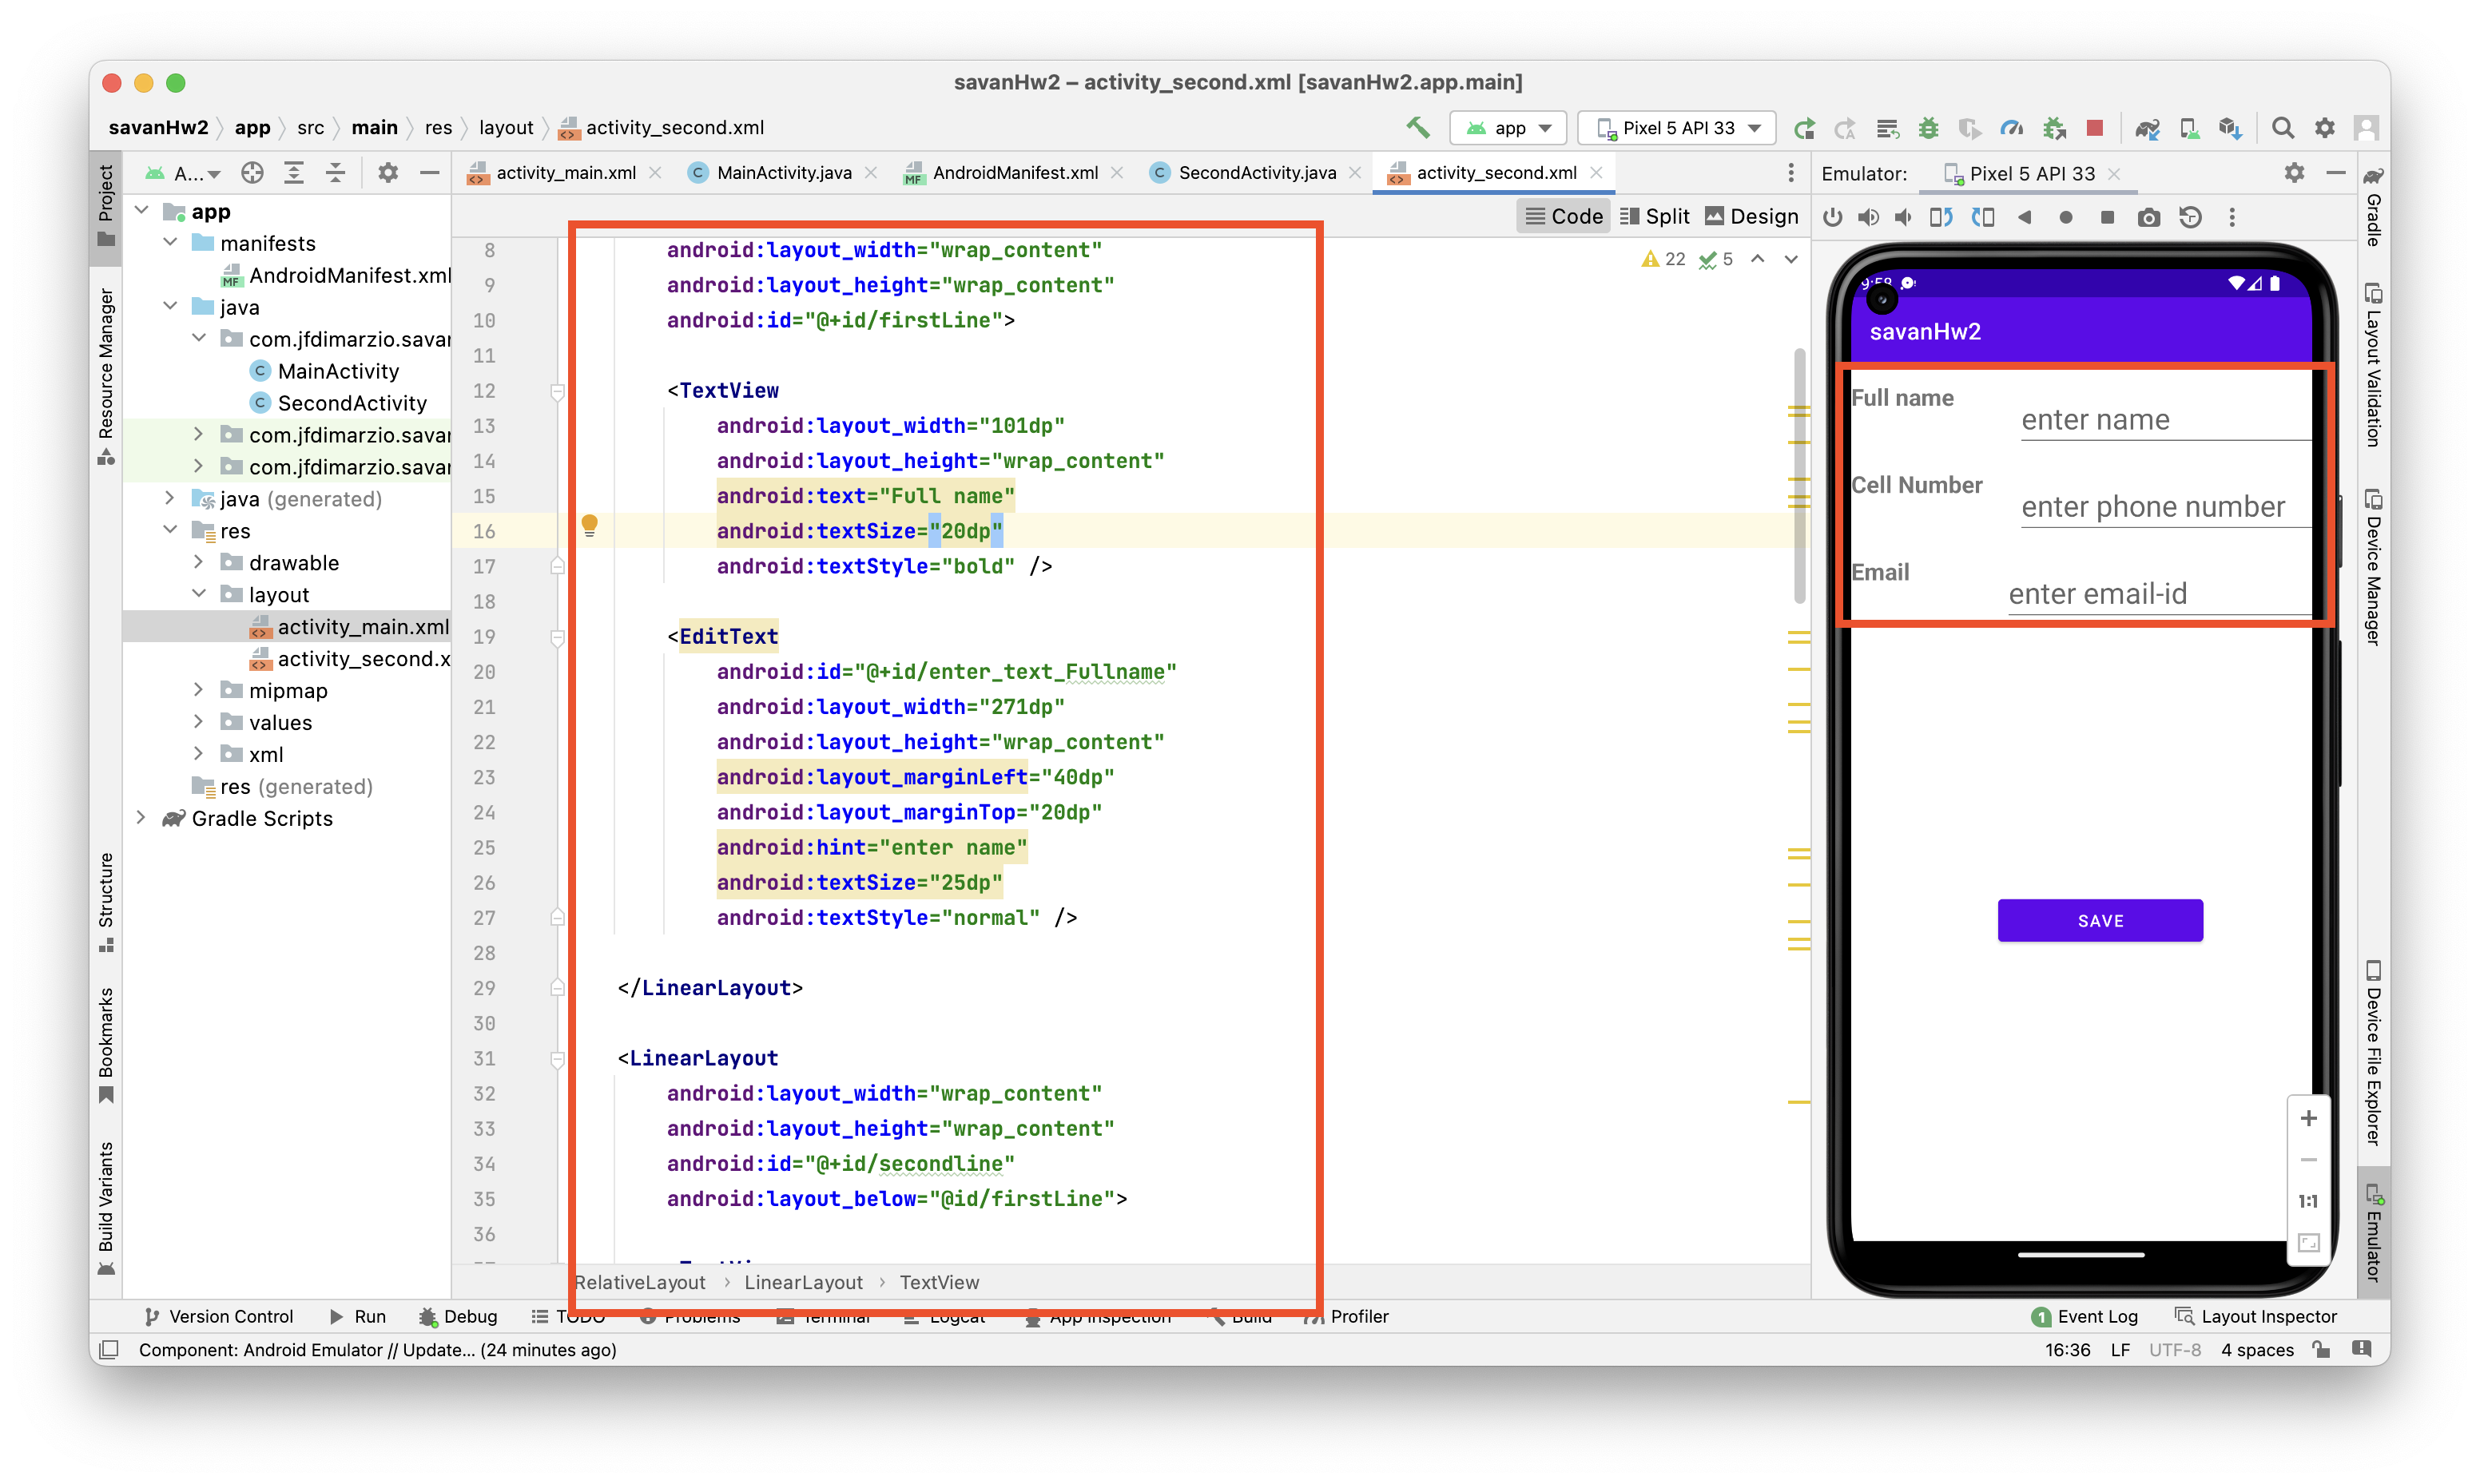 savanHw2 – activity_second.xml [savanHw2.app.main]
savanHw2 app src main res layout activity_second.xml
app Pixel 5 API 33
A...
activity_main.xml MainActivity.java AndroidManifest.xml SecondActivity.java activity_second.xml
Emulator: Pixel 5 API 33
Code Split Design
Project
Resource Manager
Structure
Bookmarks
Build Variants
app
manifests
AndroidManifest.xml
java
com.jfdimarzio.savar
MainActivity
SecondActivity
com.jfdimarzio.savar
com.jfdimarzio.savar
java (generated)
res
drawable
layout
activity_main.xml
activity_second.x
mipmap
values
xml
res (generated)
Gradle Scripts
22 5
8 android:layout_width="wrap_content"
9 android:layout_height="wrap_content"
10 android:id="@+id/firstLine">
11
12 <TextView
13 android:layout_width="101dp"
14 android:layout_height="wrap_content"
15 android:text="Full name"
16 android:textSize="20dp"
17 android:textStyle="bold" />
18
19 <EditText
20 android:id="@+id/enter_text_Fullname"
21 android:layout_width="271dp"
22 android:layout_height="wrap_content"
23 android:layout_marginLeft="40dp"
24 android:layout_marginTop="20dp"
25 android:hint="enter name"
26 android:textSize="25dp"
27 android:textStyle="normal" />
28
29 </LinearLayout>
30
31 <LinearLayout
32 android:layout_width="wrap_content"
33 android:layout_height="wrap_content"
34 android:id="@+id/secondline"
35 android:layout_below="@id/firstLine">
36
RelativeLayout › LinearLayout › TextView
9:58
savanHw2
Full name
enter name
Cell Number
enter phone number
Email
enter email-id
SAVE
+
−
1:1
Gradle
Layout Validation
Device Manager
Device File Explorer
Emulator
Version Control Run Debug TODO Problems Terminal Logcat App Inspection Build Profiler 1 Event Log Layout Inspector
Component: Android Emulator // Update... (24 minutes ago) 16:36 LF UTF-8 4 spaces